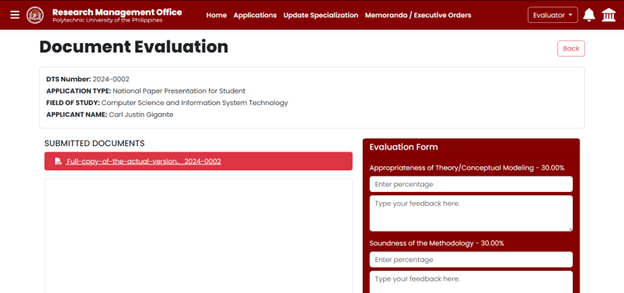 Research Management Office
Polytechnic University of the Philippines
Home Applications Update Specialization Memoranda / Executive Orders
Evaluator
Document Evaluation
Back
DTS Number: 2024-0002
APPLICATION TYPE: National Paper Presentation for Student
FIELD OF STUDY: Computer Science and Information System Technology
APPLICANT NAME: Carl Justin Gigante
SUBMITTED DOCUMENTS
Full-copy-of-the-actual-version... 2024-0002
Evaluation Form
Appropriateness of Theory/Conceptual Modeling - 30.00%
Enter percentage
Type your feedback here.
Soundness of the Methodology - 30.00%
Enter percentage
Type your feedback here.